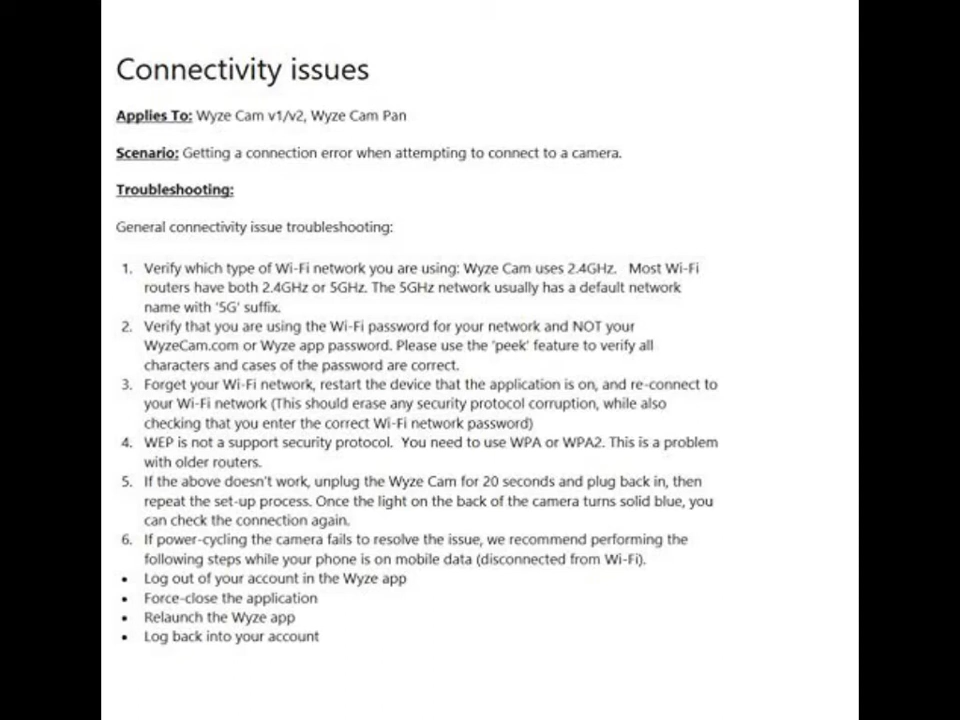 Connectivity issues
Applies To: Wyze Cam v1/v2, Wyze Cam Pan
Scenario: Getting a connection error when attempting to connect to a camera.
Troubleshooting:
General connectivity issue troubleshooting:
1. Verify which type of Wi-Fi network you are using: Wyze Cam uses 2.4GHz. Most Wi-Fi
routers have both 2.4GHz or 5GHz. The 5GHz network usually has a default network
name with '5G' suffix.
2. Verify that you are using the Wi-Fi password for your network and NOT your
WyzeCam.com or Wyze app password. Please use the 'peek' feature to verify all
characters and cases of the password are correct.
3. Forget your Wi-Fi network, restart the device that the application is on, and re-connect to
your Wi-Fi network (This should erase any security protocol corruption, while also
checking that you enter the correct Wi-Fi network password)
4. WEP is not a support security protocol. You need to use WPA or WPA2. This is a problem
with older routers.
5. If the above doesn't work, unplug the Wyze Cam for 20 seconds and plug back in, then
repeat the set-up process. Once the light on the back of the camera turns solid blue, you
can check the connection again.
6. If power-cycling the camera fails to resolve the issue, we recommend performing the
following steps while your phone is on mobile data (disconnected from Wi-Fi).
• Log out of your account in the Wyze app
• Force-close the application
• Relaunch the Wyze app
• Log back into your account